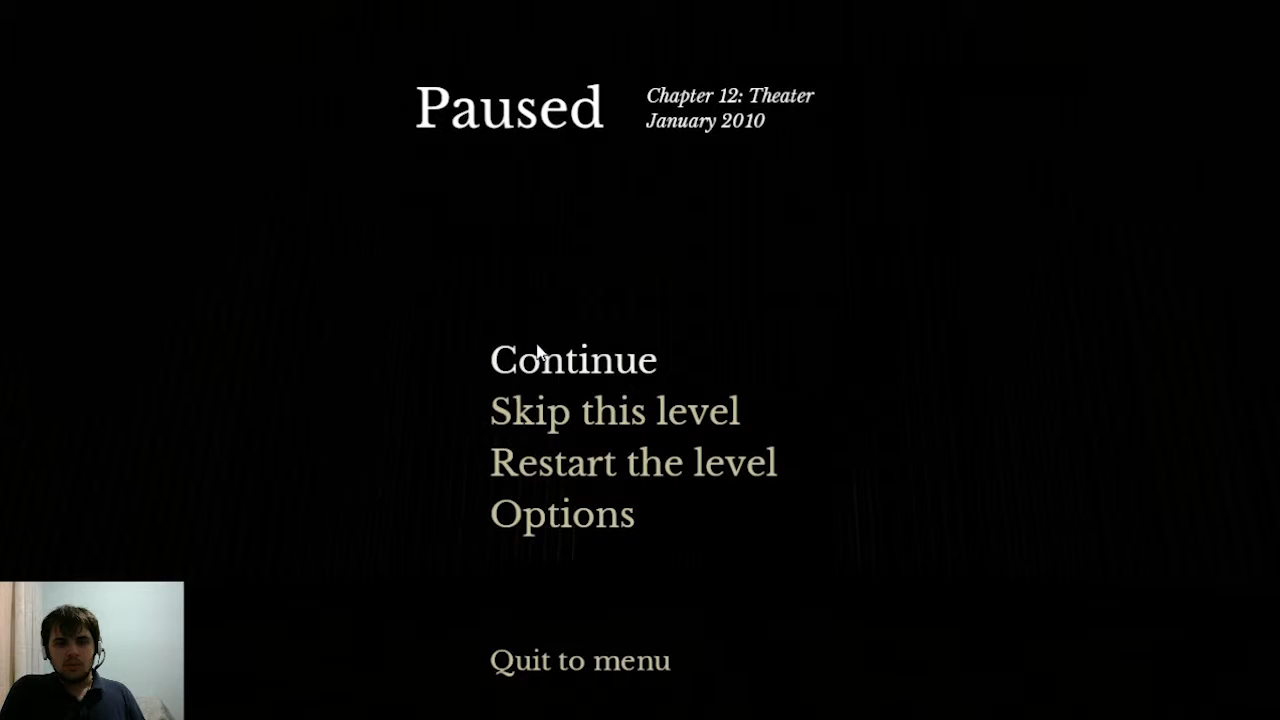 Paused
Chapter 12: Theater
January 2010
Continue
Skip this level
Restart the level
Options
Quit to menu